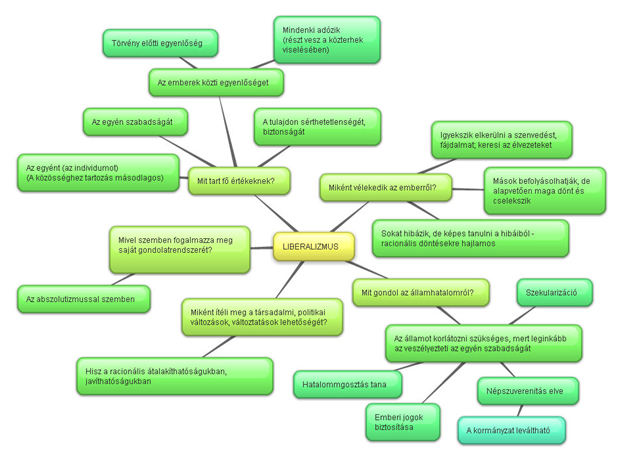 Törvény előtti egyenlőség
Mindenki adózik
(részt vesz a közterhek
viselésében)
Az emberek közti egyenlőséget
Az egyén szabadságát
A tulajdon sérthetetlenségét,
biztonságát
Az egyént (az individumot)
(A közösséghez tartozás másodlagos)
Mit tart fő értékeknek?
Igyekszik elkerülni a szenvedést,
fájdalmat; keresi az élvezeteket
Miként vélekedik az emberről?
Mások befolyásolhatják, de
alapvetően maga dönt és
cselekszik
Sokat hibázik, de képes tanulni a hibáiból -
racionális döntésekre hajlamos
LIBERALIZMUS
Mivel szemben fogalmazza meg
saját gondolatrendszerét?
Az abszolutizmussal szemben
Miként ítéli meg a társadalmi, politikai
változások, változtatások lehetőségét?
Hisz a racionális átalakíthatóságukban,
javíthatóságukban
Mit gondol az államhatalomról?
Szekularizáció
Az államot korlátozni szükséges, mert leginkább
az veszélyezteti az egyén szabadságát
Hatalommgosztás tana
Népszuverenitás elve
Emberi jogok
biztosítása
A kormányzat leváltható